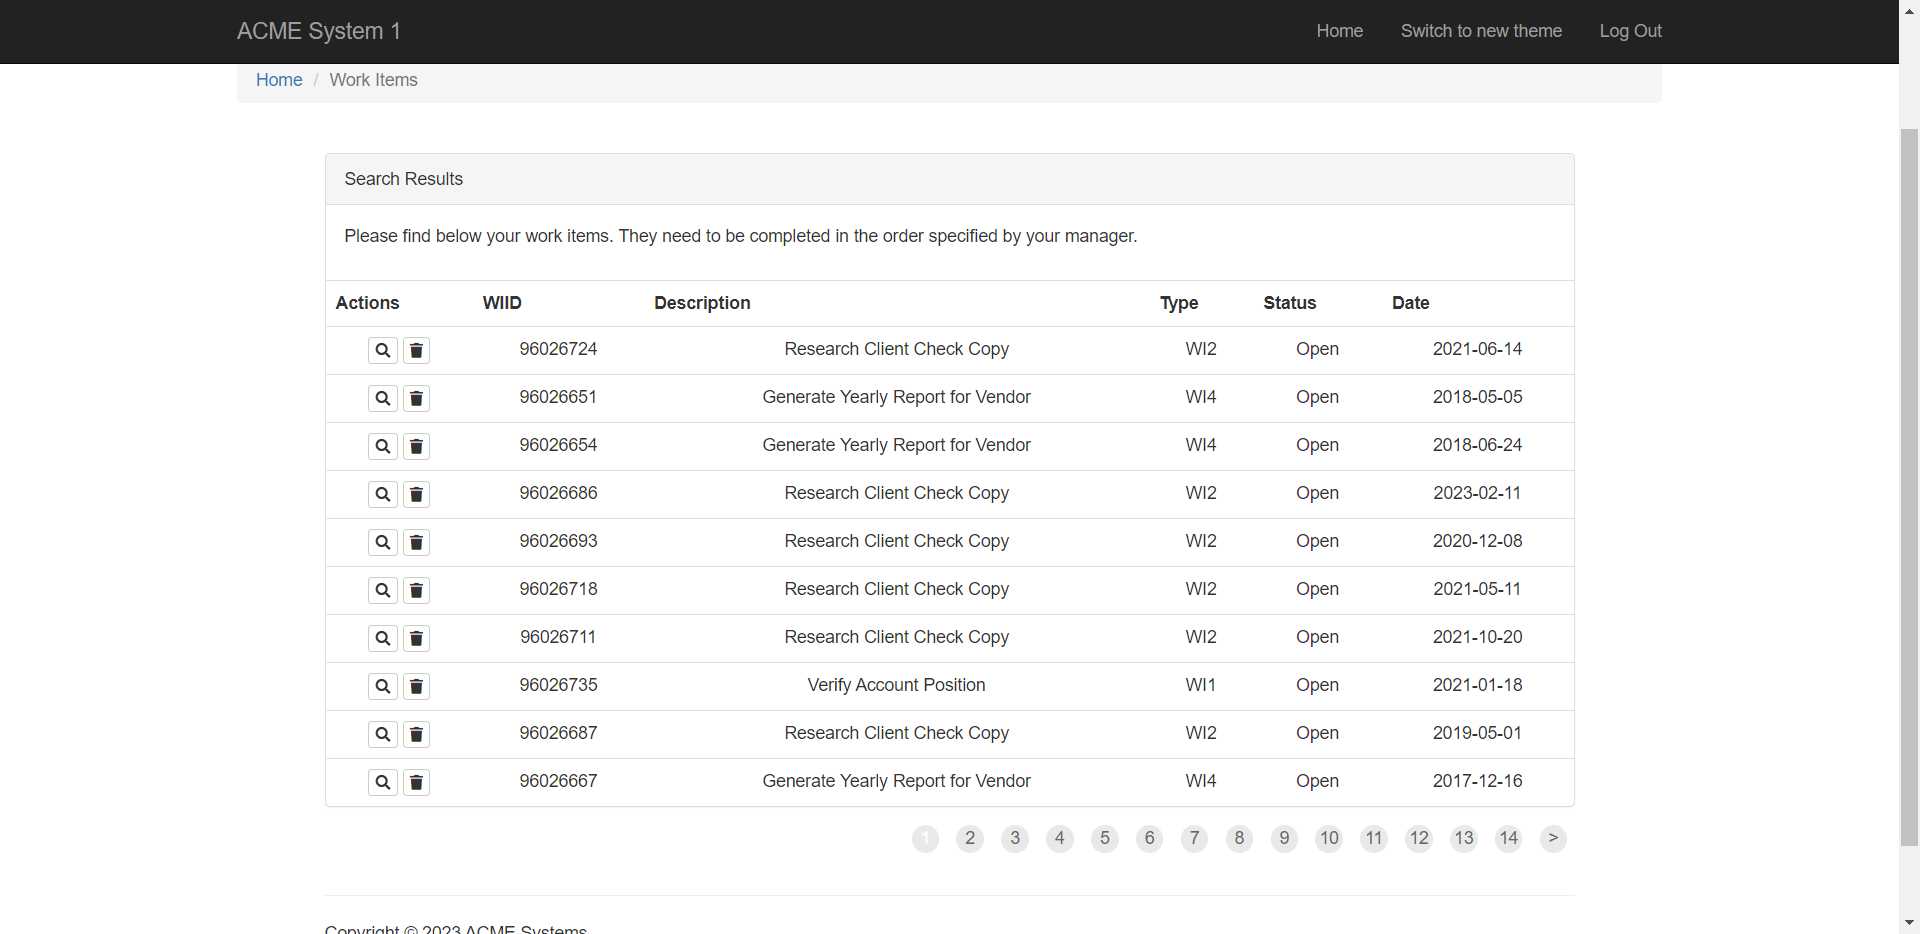 ACME System 1 Home Switch to new theme Log Out
Home / Work Items
Search Results
Please find below your work items. They need to be completed in the order specified by your manager.
Actions WIID Description Type Status Date
96026724 Research Client Check Copy WI2 Open 2021-06-14
96026651 Generate Yearly Report for Vendor WI4 Open 2018-05-05
96026654 Generate Yearly Report for Vendor WI4 Open 2018-06-24
96026686 Research Client Check Copy WI2 Open 2023-02-11
96026693 Research Client Check Copy WI2 Open 2020-12-08
96026718 Research Client Check Copy WI2 Open 2021-05-11
96026711 Research Client Check Copy WI2 Open 2021-10-20
96026735 Verify Account Position WI1 Open 2021-01-18
96026687 Research Client Check Copy WI2 Open 2019-05-01
96026667 Generate Yearly Report for Vendor WI4 Open 2017-12-16
1 2 3 4 5 6 7 8 9 10 11 12 13 14 >
Copyright © 2023 ACME Systems